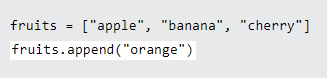 fruits = ["apple", "banana", "cherry"]
fruits.append("orange")